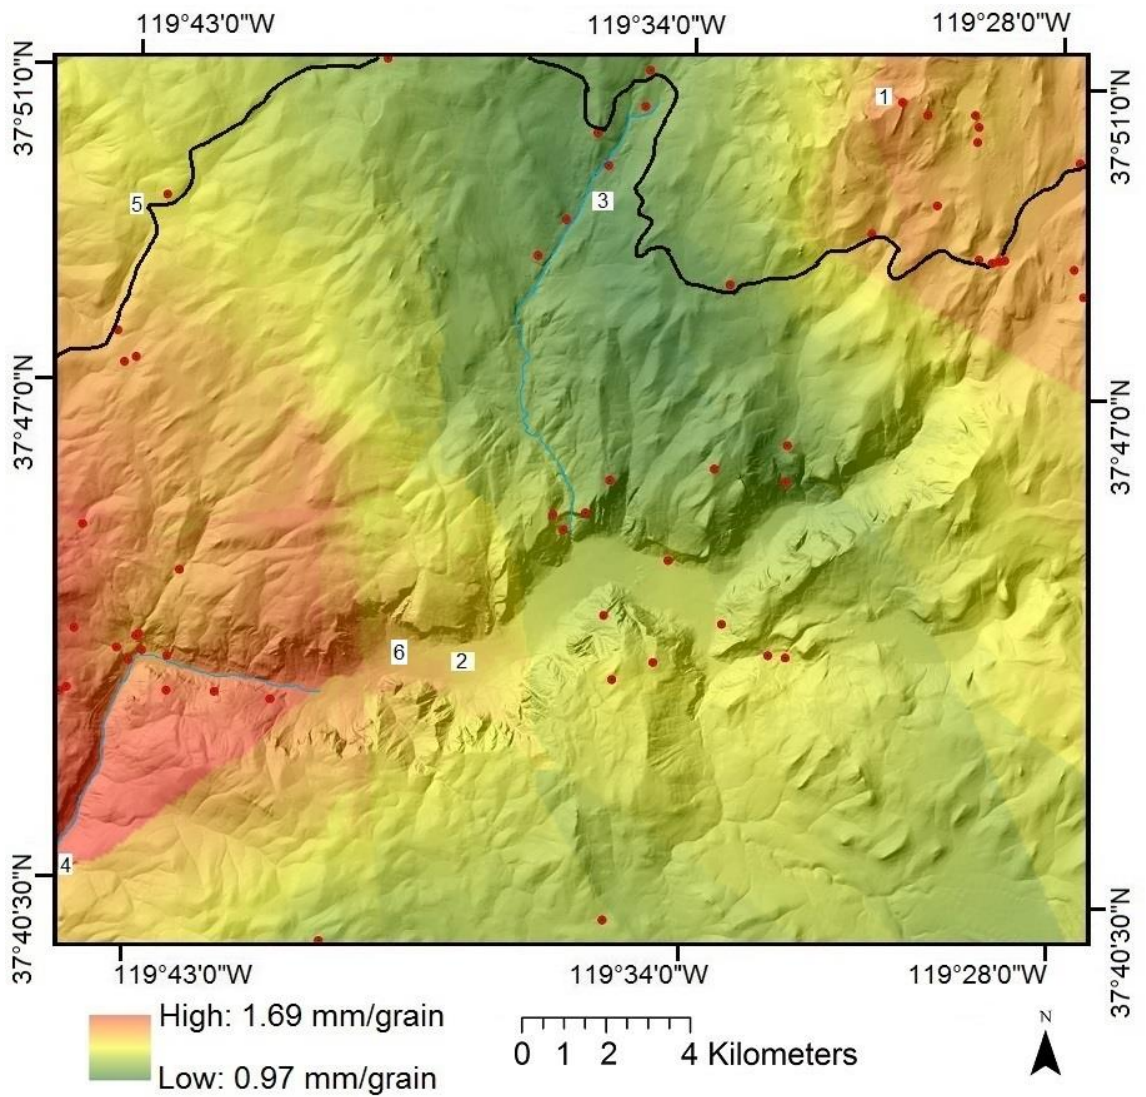 119°43'0"W 119°34'0"W 119°28'0"W
37°51'0"N
37°51'0"N
1
5
3
37°47'0"N
37°47'0"N
6
2
4
37°40'30"N
37°40'30"N
119°43'0"W 119°34'0"W 119°28'0"W
High: 1.69 mm/grain
Low: 0.97 mm/grain
0 1 2 4 Kilometers
N